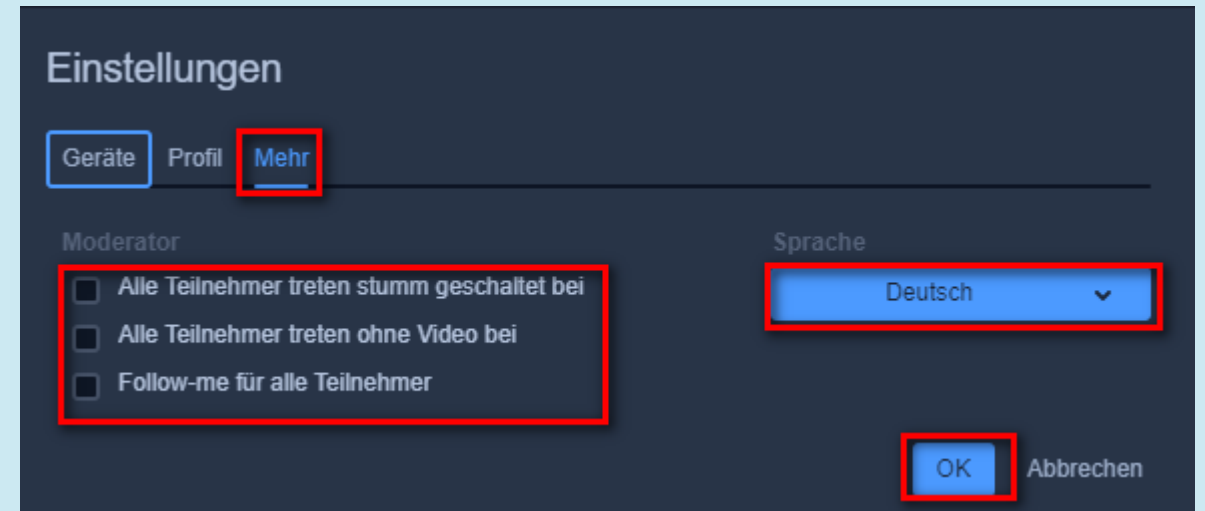 Einstellungen
Geräte Profil Mehr
Moderator
Alle Teilnehmer treten stumm geschaltet bei
Alle Teilnehmer treten ohne Video bei
Follow-me für alle Teilnehmer
Sprache
Deutsch
OK Abbrechen